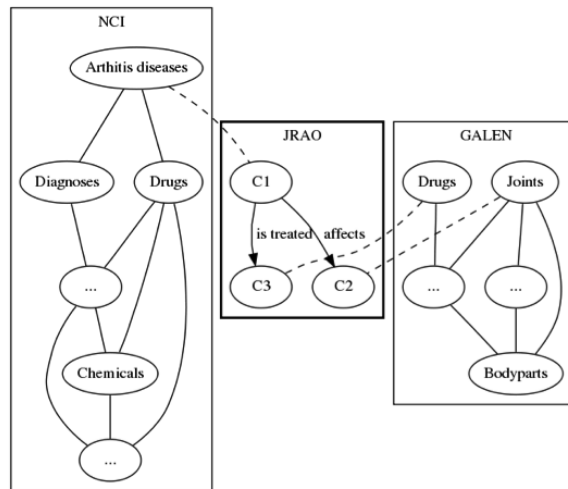 NCI
Arthitis diseases
Diagnoses
Drugs
...
Chemicals
...
JRAO
C1
is treated
affects
C3
C2
GALEN
Drugs
Joints
...
...
Bodyparts